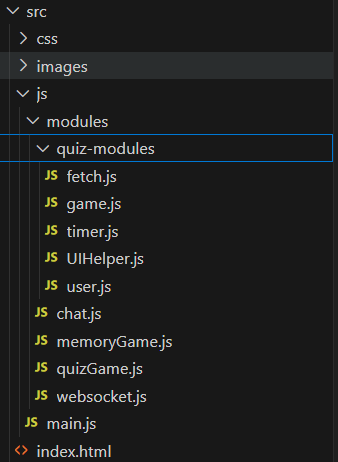 src
css
images
js
modules
quiz-modules
JS fetch.js
JS game.js
JS timer.js
JS UIHelper.js
JS user.js
JS chat.js
JS memoryGame.js
JS quizGame.js
JS websocket.js
JS main.js
<> index.html